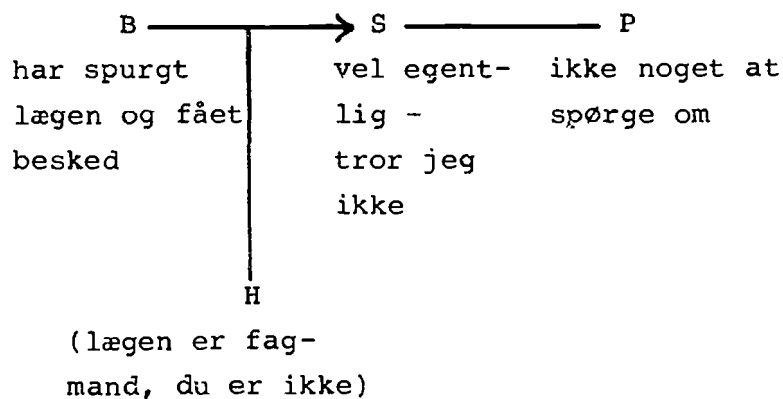 B S P
har spurgt vel egent- ikke noget at
lægen og fået lig - spørge om
besked tror jeg
ikke
H
(lægen er fag-
mand, du er ikke)